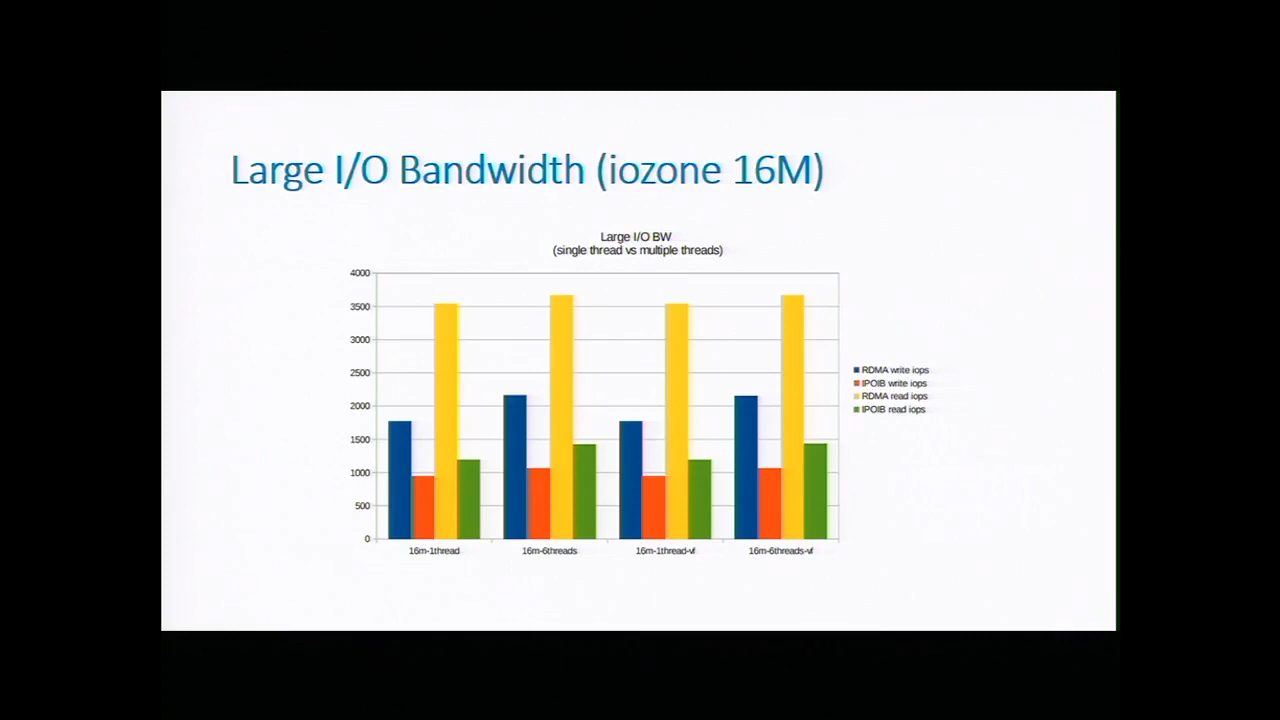 Large I/O Bandwidth (iozone 16M)
Large I/O BW
(single thread vs multiple threads)
4000
3500
3000
2500
2000
1500
1000
500
0
16m-1thread
16m-6threads
16m-1thread-vf
16m-6threads-vf
RDMA write iops
IPOIB write iops
RDMA read iops
IPOIB read iops